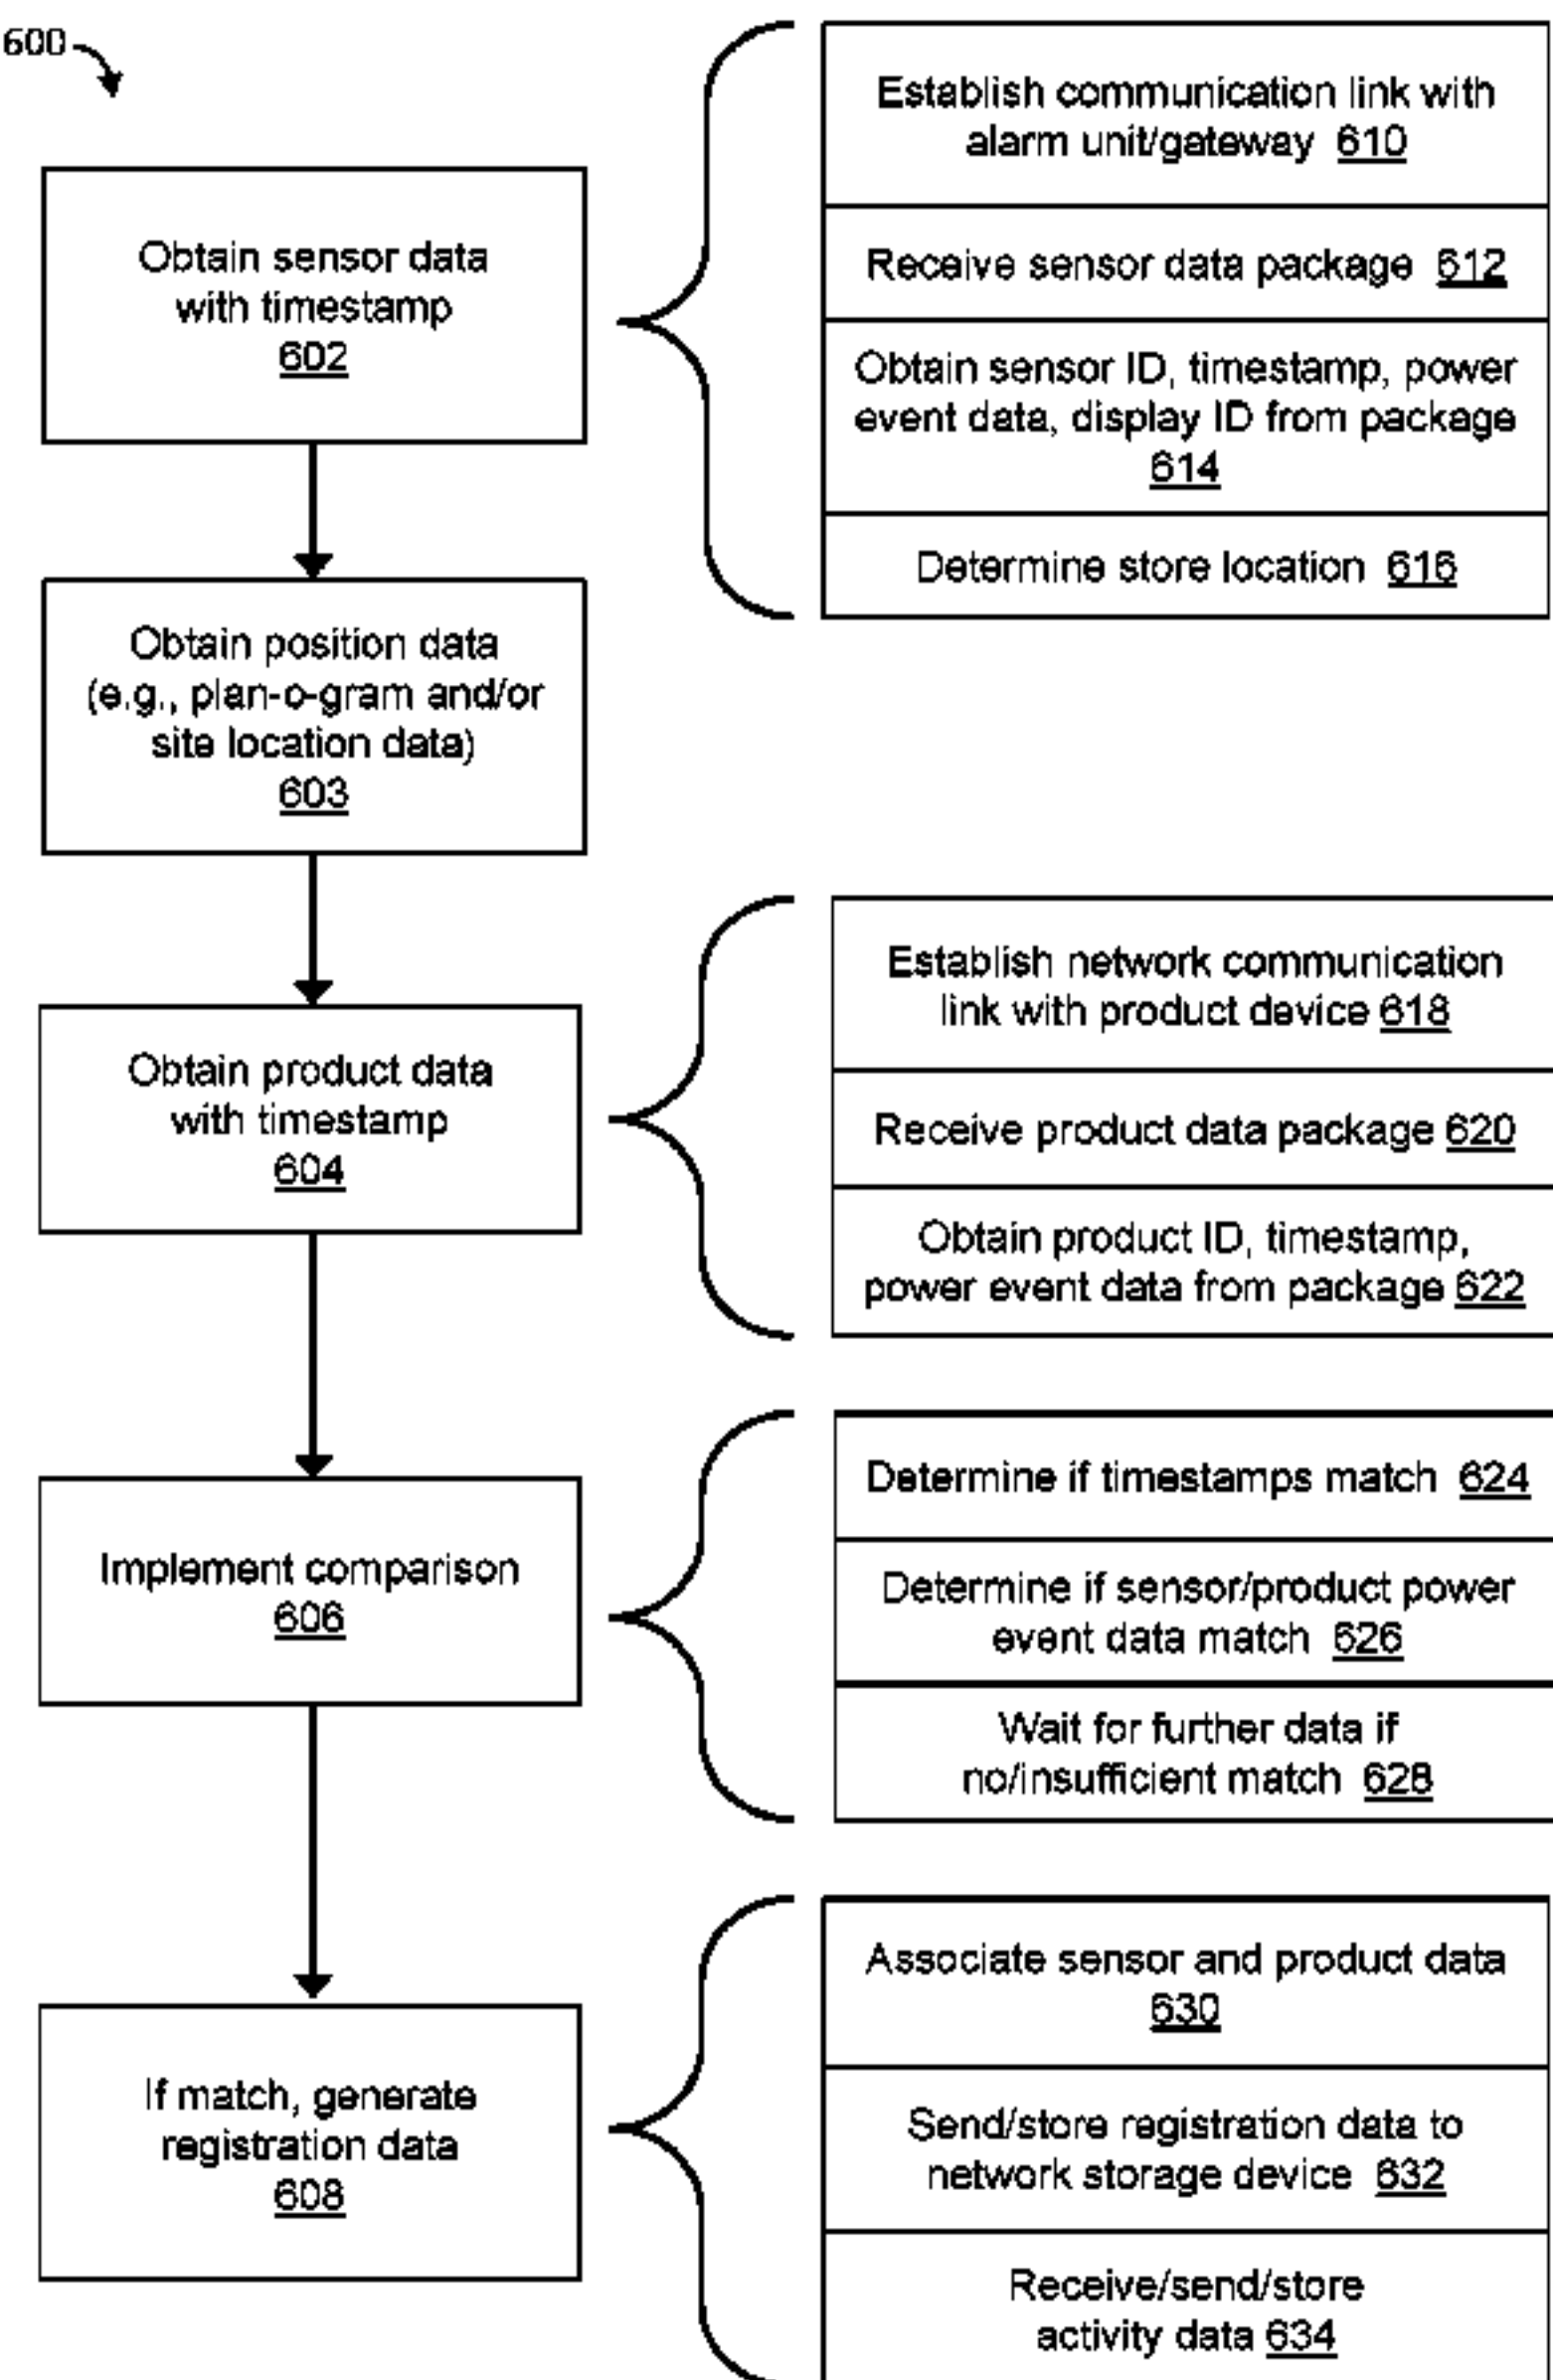 600
Obtain sensor data
with timestamp
602
Establish communication link with
alarm unit/gateway 610
Receive sensor data package 612
Obtain sensor ID, timestamp, power
event data, display ID from package
614
Determine store location 616
Obtain position data
(e.g., plan-o-gram and/or
site location data)
603
Obtain product data
with timestamp
604
Establish network communication
link with product device 618
Receive product data package 620
Obtain product ID, timestamp,
power event data from package 622
Implement comparison
606
Determine if timestamps match 624
Determine if sensor/product power
event data match 626
Wait for further data if
no/insufficient match 628
If match, generate
registration data
608
Associate sensor and product data
630
Send/store registration data to
network storage device 632
Receive/send/store
activity data 634